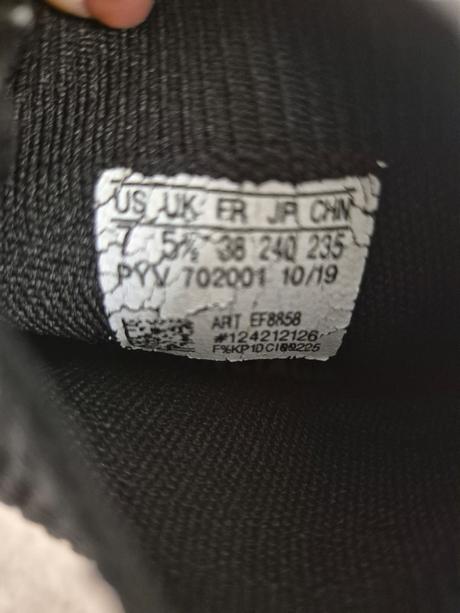 US UK FR JP CHN
7 5½ 38 240 235
PYV 702001 10/19
ART EF8858
#124212126